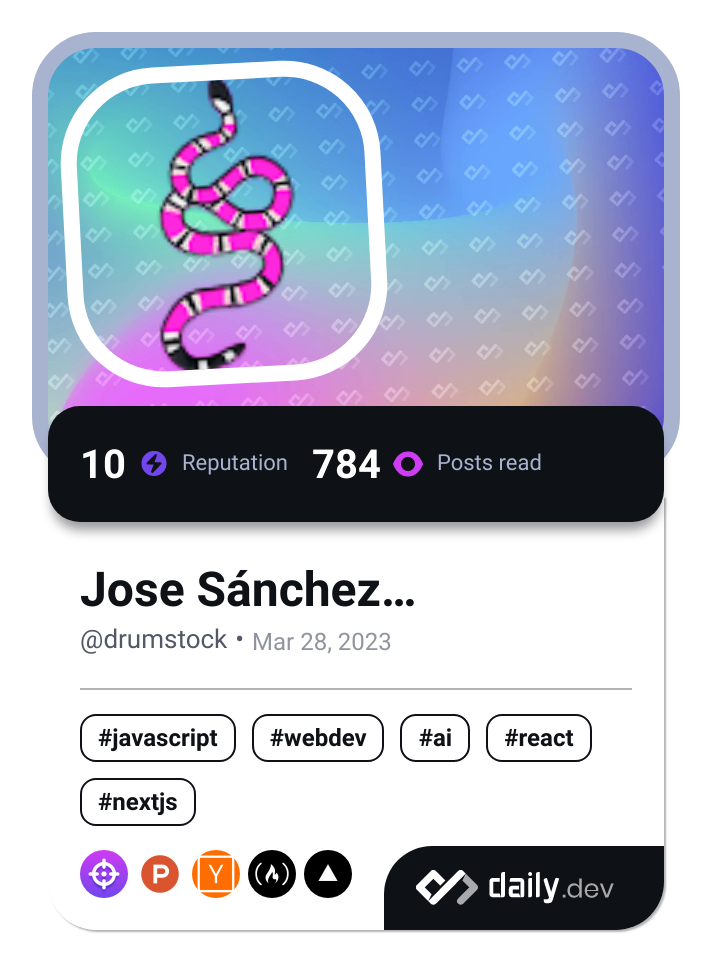 10 Reputation 784 Posts read
Jose Sánchez…
@drumstock • Mar 28, 2023
#javascript #webdev #ai #react
#nextjs
P Y
daily.dev